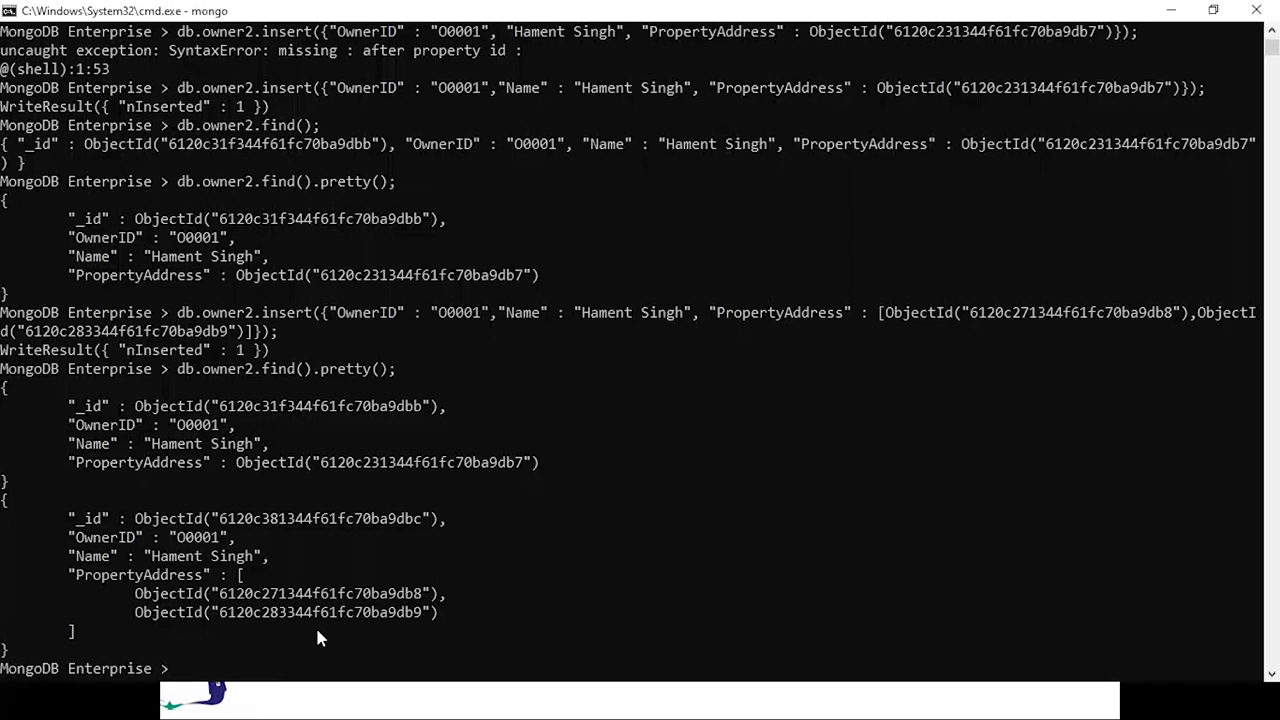 C:\Windows\System32\cmd.exe - mongo
MongoDB Enterprise > db.owner2.insert({"OwnerID" : "O0001", "Hament Singh", "PropertyAddress" : ObjectId("6120c231344f61fc70ba9db7")});
uncaught exception: SyntaxError: missing : after property id :
@(shell):1:53
MongoDB Enterprise > db.owner2.insert({"OwnerID" : "O0001","Name" : "Hament Singh", "PropertyAddress" : ObjectId("6120c231344f61fc70ba9db7")});
WriteResult({ "nInserted" : 1 })
MongoDB Enterprise > db.owner2.find();
{ "_id" : ObjectId("6120c31f344f61fc70ba9dbb"), "OwnerID" : "O0001", "Name" : "Hament Singh", "PropertyAddress" : ObjectId("6120c231344f61fc70ba9db7"
) }
MongoDB Enterprise > db.owner2.find().pretty();
{
"_id" : ObjectId("6120c31f344f61fc70ba9dbb"),
"OwnerID" : "O0001",
"Name" : "Hament Singh",
"PropertyAddress" : ObjectId("6120c231344f61fc70ba9db7")
}
MongoDB Enterprise > db.owner2.insert({"OwnerID" : "O0001","Name" : "Hament Singh", "PropertyAddress" : [ObjectId("6120c271344f61fc70ba9db8"),ObjectI
d("6120c283344f61fc70ba9db9")]});
WriteResult({ "nInserted" : 1 })
MongoDB Enterprise > db.owner2.find().pretty();
{
"_id" : ObjectId("6120c31f344f61fc70ba9dbb"),
"OwnerID" : "O0001",
"Name" : "Hament Singh",
"PropertyAddress" : ObjectId("6120c231344f61fc70ba9db7")
}
{
"_id" : ObjectId("6120c381344f61fc70ba9dbc"),
"OwnerID" : "O0001",
"Name" : "Hament Singh",
"PropertyAddress" : [
ObjectId("6120c271344f61fc70ba9db8"),
ObjectId("6120c283344f61fc70ba9db9")
]
}
MongoDB Enterprise >